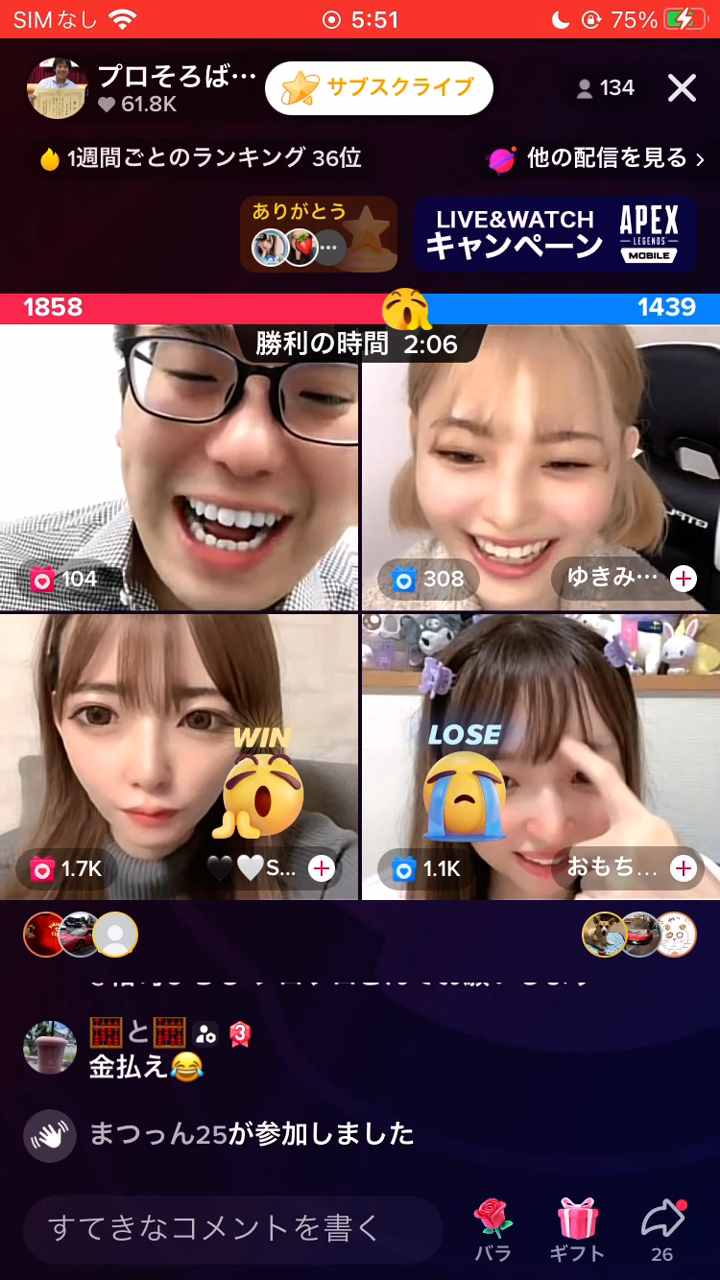 SIMなし 5:51 75%
プロそろば… サブスクライブ 134
61.8K
1週間ごとのランキング 36位 他の配信を見る ›
ありがとう
LIVE&WATCH
キャンペーン
APEX
LEGENDS
MOBILE
1858 1439
勝利の時間 2:06
104 308 ゆきみ…
WIN LOSE
1.7K 🖤🤍S... 1.1K おもち…
🧮と🧮 3
金払え😂
まつっん25が参加しました
すてきなコメントを書く
バラ ギフト 26